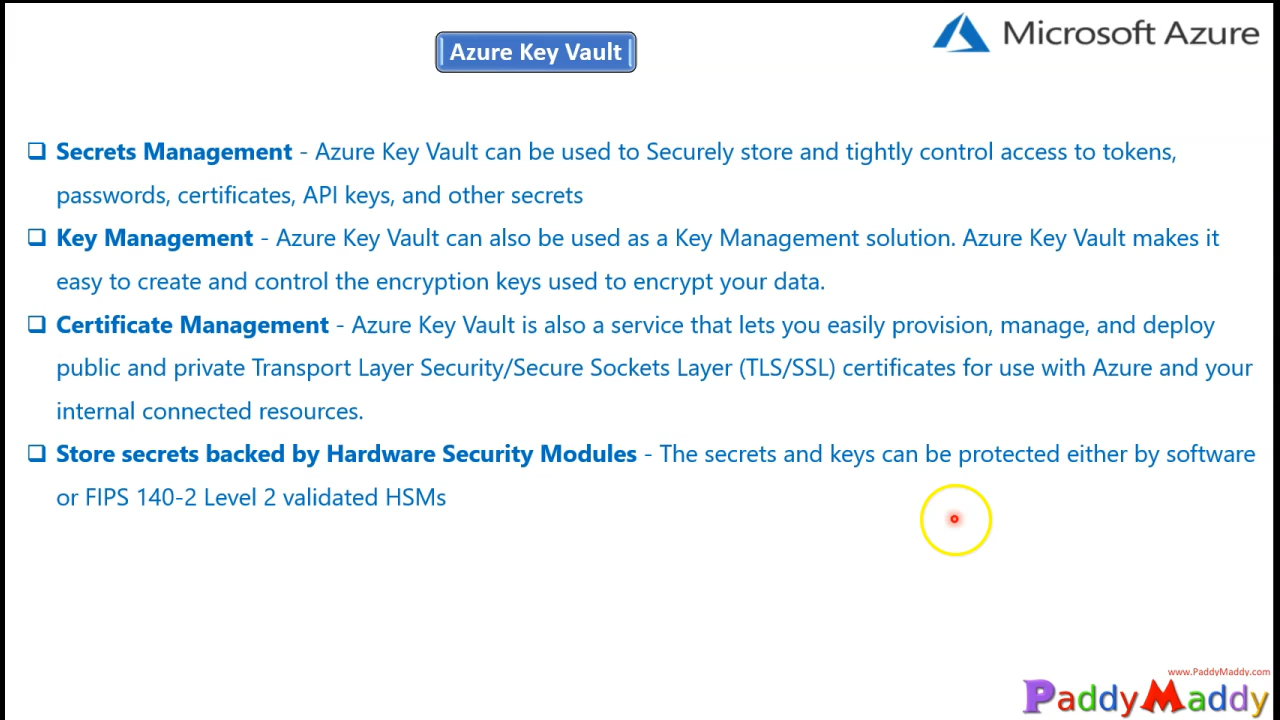 Azure Key Vault
Microsoft Azure
Secrets Management - Azure Key Vault can be used to Securely store and tightly control access to tokens,
passwords, certificates, API keys, and other secrets
Key Management - Azure Key Vault can also be used as a Key Management solution. Azure Key Vault makes it
easy to create and control the encryption keys used to encrypt your data.
Certificate Management - Azure Key Vault is also a service that lets you easily provision, manage, and deploy
public and private Transport Layer Security/Secure Sockets Layer (TLS/SSL) certificates for use with Azure and your
internal connected resources.
Store secrets backed by Hardware Security Modules - The secrets and keys can be protected either by software
or FIPS 140-2 Level 2 validated HSMs
www.PaddyMaddy.com
PaddyMaddy